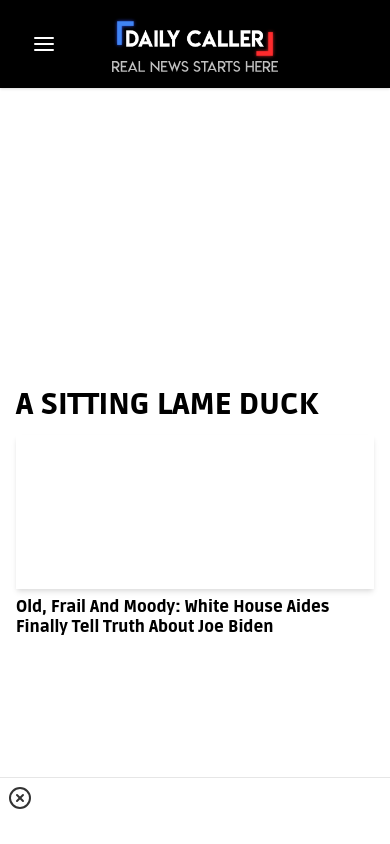 DAILY CALLER
REAL NEWS STARTS HERE
A SITTING LAME DUCK
Old, Frail And Moody: White House Aides
Finally Tell Truth About Joe Biden